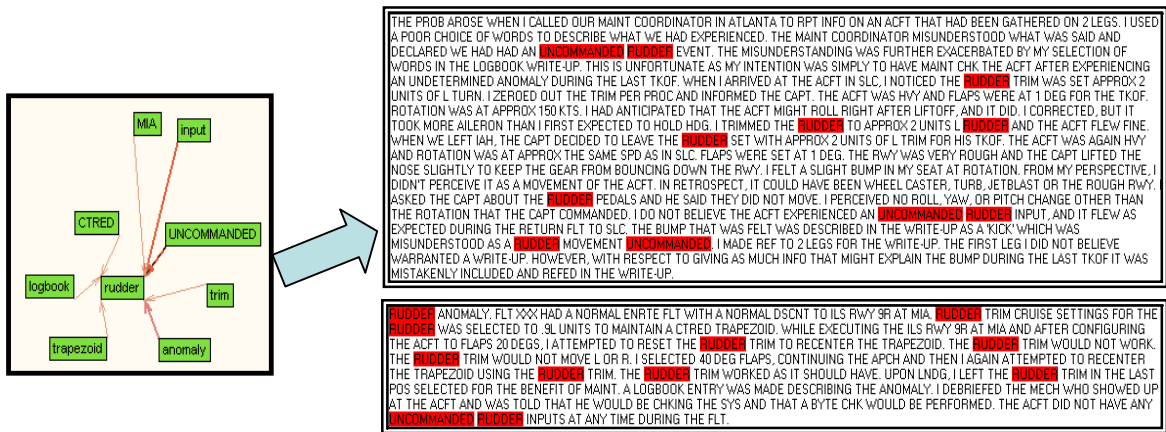 MIA
input
CTRED
UNCOMMANDED
logbook
rudder
trim
trapezoid
anomaly
THE PROB AROSE WHEN I CALLED OUR MAINT COORDINATOR IN ATLANTA TO RPT INFO ON AN ACFT THAT HAD BEEN GATHERED ON 2 LEGS. I USED
A POOR CHOICE OF WORDS TO DESCRIBE WHAT WE HAD EXPERIENCED. THE MAINT COORDINATOR MISUNDERSTOOD WHAT WAS SAID AND
DECLARED WE HAD HAD AN UNCOMMANDED RUDDER EVENT. THE MISUNDERSTANDING WAS FURTHER EXACERBATED BY MY SELECTION OF
WORDS IN THE LOGBOOK WRITE-UP. THIS IS UNFORTUNATE AS MY INTENTION WAS SIMPLY TO HAVE MAINT CHK THE ACFT AFTER EXPERIENCING
AN UNDETERMINED ANOMALY DURING THE LAST TKOF. WHEN I ARRIVED AT THE ACFT IN SLC, I NOTICED THE RUDDER TRIM WAS SET APPROX 2
UNITS OF L TURN. I ZEROED OUT THE TRIM PER PROC AND INFORMED THE CAPT. THE ACFT WAS HVY AND FLAPS WERE AT 1 DEG FOR THE TKOF.
ROTATION WAS AT APPROX 150 KTS. I HAD ANTICIPATED THAT THE ACFT MIGHT ROLL RIGHT AFTER LIFTOFF, AND IT DID. I CORRECTED, BUT IT
TOOK MORE AILERON THAN I FIRST EXPECTED TO HOLD HDG. I TRIMMED THE RUDDER TO APPROX 2 UNITS L RUDDER AND THE ACFT FLEW FINE.
WHEN WE LEFT IAH, THE CAPT DECIDED TO LEAVE THE RUDDER SET WITH APPROX 2 UNITS OF L TRIM FOR HIS TKOF. THE ACFT WAS AGAIN HVY
AND ROTATION WAS AT APPROX THE SAME SPD AS IN SLC. FLAPS WERE SET AT 1 DEG. THE RWY WAS VERY ROUGH AND THE CAPT LIFTED THE
NOSE SLIGHTLY TO KEEP THE GEAR FROM BOUNCING DOWN THE RWY. I FELT A SLIGHT BUMP IN MY SEAT AT ROTATION. FROM MY PERSPECTIVE, I
DIDN'T PERCEIVE IT AS A MOVEMENT OF THE ACFT. IN RETROSPECT, IT COULD HAVE BEEN WHEEL CASTER, TURB, JETBLAST OR THE ROUGH RWY. I
ASKED THE CAPT ABOUT THE RUDDER PEDALS AND HE SAID THEY DID NOT MOVE. I PERCEIVED NO ROLL, YAW, OR PITCH CHANGE OTHER THAN
THE ROTATION THAT THE CAPT COMMANDED. I DO NOT BELIEVE THE ACFT EXPERIENCED AN UNCOMMANDED RUDDER INPUT, AND IT FLEW AS
EXPECTED DURING THE RETURN FLT TO SLC. THE BUMP THAT WAS FELT WAS DESCRIBED IN THE WRITE-UP AS A 'KICK' WHICH WAS
MISUNDERSTOOD AS A RUDDER MOVEMENT UNCOMMANDED. I MADE REF TO 2 LEGS FOR THE WRITE-UP. THE FIRST LEG I DID NOT BELIEVE
WARRANTED A WRITE-UP. HOWEVER, WITH RESPECT TO GIVING AS MUCH INFO THAT MIGHT EXPLAIN THE BUMP DURING THE LAST TKOF IT WAS
MISTAKENLY INCLUDED AND REFED IN THE WRITE-UP.
RUDDER ANOMALY. FLT XXX HAD A NORMAL ENRTE FLT WITH A NORMAL DSCNT TO ILS RWY 9R AT MIA. RUDDER TRIM CRUISE SETTINGS FOR THE
RUDDER WAS SELECTED TO .9L UNITS TO MAINTAIN A CTRED TRAPEZOID. WHILE EXECUTING THE ILS RWY 9R AT MIA AND AFTER CONFIGURING
THE ACFT TO FLAPS 20 DEGS, I ATTEMPTED TO RESET THE RUDDER TRIM TO RECENTER THE TRAPEZOID. THE RUDDER TRIM WOULD NOT WORK.
THE RUDDER TRIM WOULD NOT MOVE L OR R. I SELECTED 40 DEG FLAPS, CONTINUING THE APCH AND THEN I AGAIN ATTEMPTED TO RECENTER
THE TRAPEZOID USING THE RUDDER TRIM. THE RUDDER TRIM WORKED AS IT SHOULD HAVE. UPON LNDG, I LEFT THE RUDDER TRIM IN THE LAST
POS SELECTED FOR THE BENEFIT OF MAINT. A LOGBOOK ENTRY WAS MADE DESCRIBING THE ANOMALY. I DEBRIEFED THE MECH WHO SHOWED UP
AT THE ACFT AND WAS TOLD THAT HE WOULD BE CHKING THE SYS AND THAT A BYTE CHK WOULD BE PERFORMED. THE ACFT DID NOT HAVE ANY
UNCOMMANDED RUDDER INPUTS AT ANY TIME DURING THE FLT.